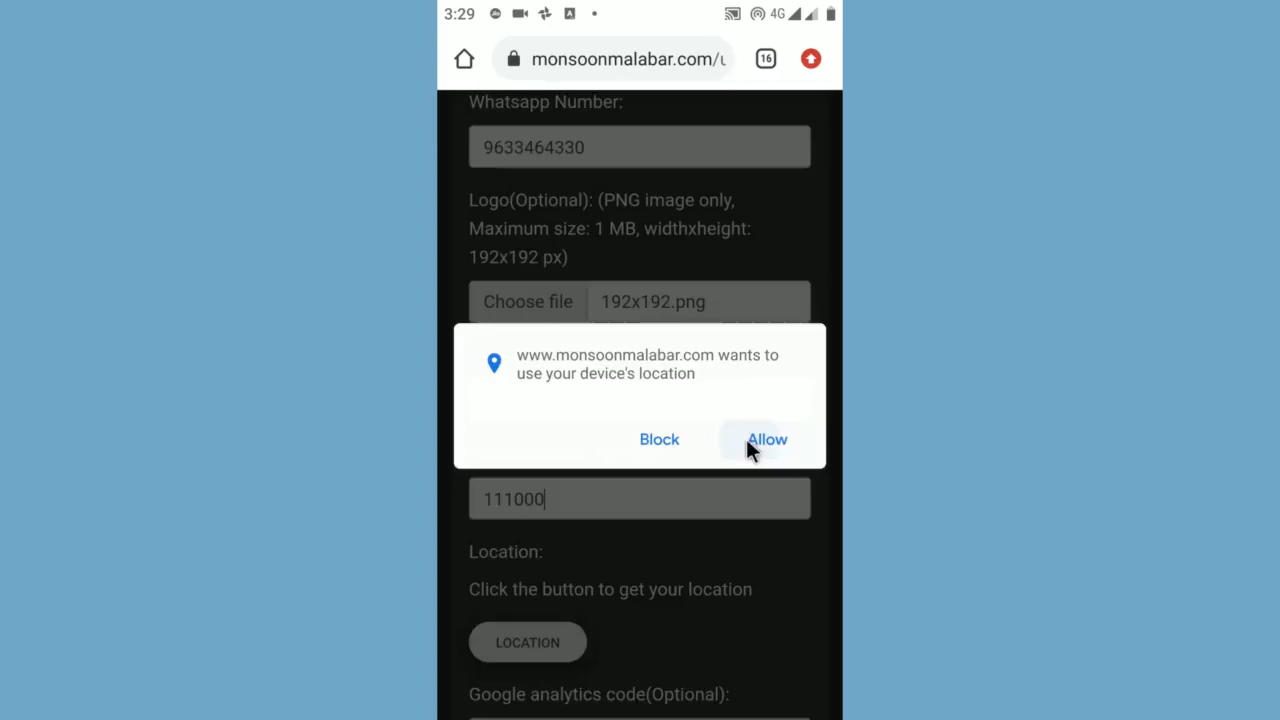 3:29
4G
monsoonmalabar.com/u
16
Whatsapp Number:
9633464330
Logo(Optional): (PNG image only,
Maximum size: 1 MB, widthxheight:
192x192 px)
Choose file 192x192.png
www.monsoonmalabar.com wants to
use your device's location
Block Allow
111000
Location:
Click the button to get your location
LOCATION
Google analytics code(Optional):